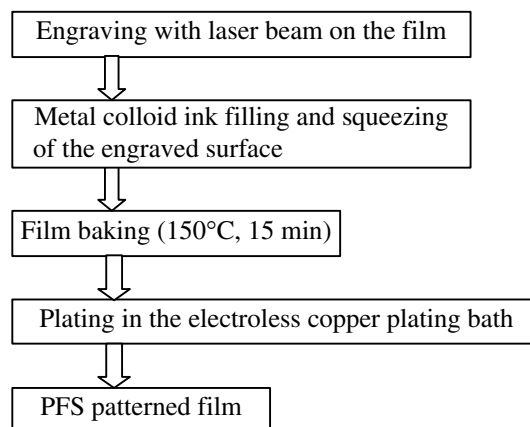 Engraving with laser beam on the film
Metal colloid ink filling and squeezing
of the engraved surface
Film baking (150°C, 15 min)
Plating in the electroless copper plating bath
PFS patterned film